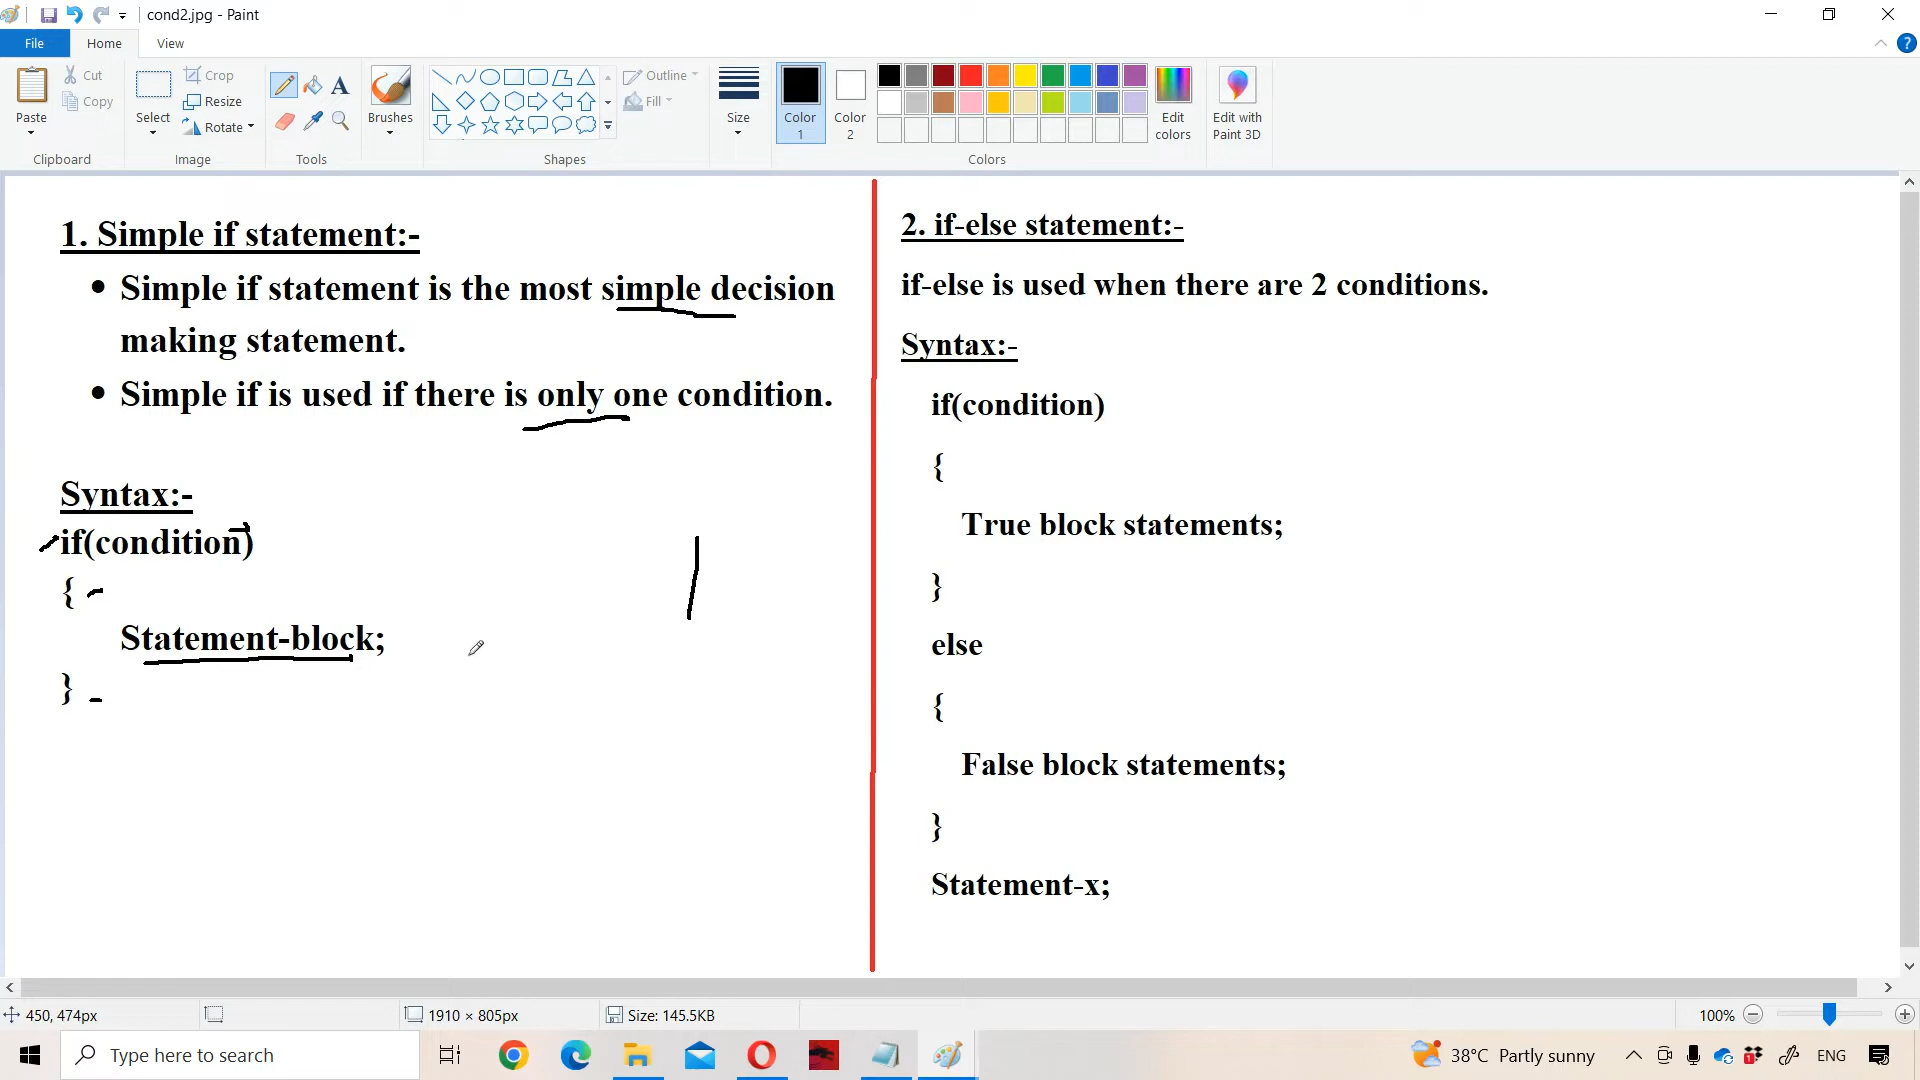 cond2.jpg - Paint
File Home View
Paste
Cut
Copy
Clipboard
Select
Crop
Resize
Rotate
Image
A
Tools
Brushes
Outline
Fill
Shapes
Size
Color 1
Color 2
Edit colors
Colors
Edit with Paint 3D
?
1. Simple if statement:-
• Simple if statement is the most simple decision
making statement.
• Simple if is used if there is only one condition.
Syntax:-
if(condition)
{
Statement-block;
}
2. if-else statement:-
if-else is used when there are 2 conditions.
Syntax:-
if(condition)
{
True block statements;
}
else
{
False block statements;
}
Statement-x;
450, 474px
1910 × 805px
Size: 145.5KB
100%
Type here to search
38°C Partly sunny
ENG